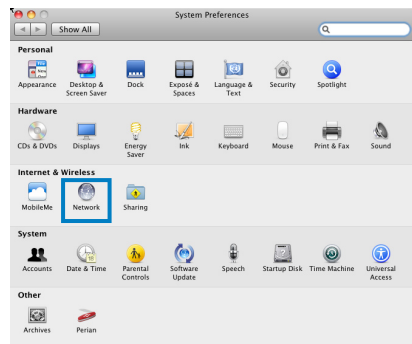 System Preferences
Show All
Personal
Appearance
Desktop &
Screen Saver
Dock
Exposé &
Spaces
Language &
Text
Security
Spotlight
Hardware
CDs & DVDs
Displays
Energy
Saver
Ink
Keyboard
Mouse
Print & Fax
Sound
Internet & Wireless
MobileMe
Network
Sharing
System
Accounts
Date & Time
Parental
Controls
Software
Update
Speech
Startup Disk
Time Machine
Universal
Access
Other
Archives
Perian